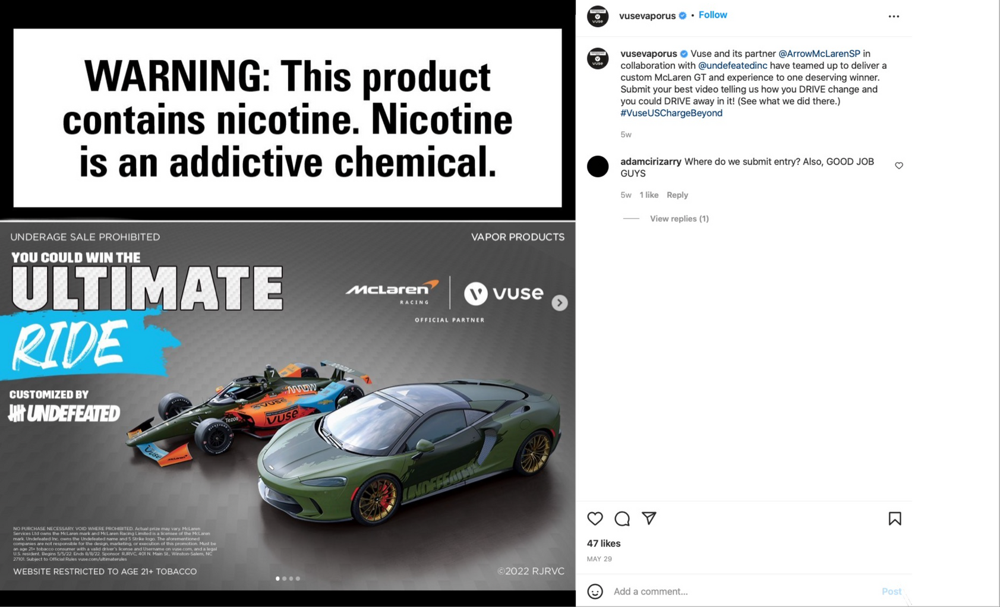 WARNING: This product
contains nicotine. Nicotine
is an addictive chemical.
UNDERAGE SALE PROHIBITED
VAPOR PRODUCTS
YOU COULD WIN THE
ULTIMATE
RIDE
McLaren
RACING
vuse
OFFICIAL PARTNER
CUSTOMIZED BY
UNDEFEATED
7
ARROW
7
vuse
vuse
Tezos
Vuse
McLaren
UNDEFEATED
NO PURCHASE NECESSARY. VOID WHERE PROHIBITED. Actual prize may vary. McLaren
Services Ltd owns the McLaren mark and McLaren Racing Limited is a licensee of the McLaren
mark. Undefeated Inc. owns the Undefeated name and 5 Strike logo. The aforementioned
companies are not responsible for the design, marketing, or execution of this promotion. Must be
an age 21+ tobacco consumer with a valid driver's license and Username on vuse.com, and a legal
U.S. resident. Begins 5/5/22. Ends 8/8/22. Sponsor: RJRVC, 401 N. Main St., Winston-Salem, NC
27101. Subject to Official Rules vuse.com/ultimaterules
WEBSITE RESTRICTED TO AGE 21+ TOBACCO
©2022 RJRVC
vusevaporus • Follow
vusevaporus Vuse and its partner @ArrowMcLarenSP in
collaboration with @undefeatedinc have teamed up to deliver a
custom McLaren GT and experience to one deserving winner.
Submit your best video telling us how you DRIVE change and
you could DRIVE away in it! (See what we did there.)
#VuseUSChargeBeyond
5w
adamcirizarry Where do we submit entry? Also, GOOD JOB
GUYS
5w 1 like Reply
View replies (1)
47 likes
MAY 29
Add a comment...
Post